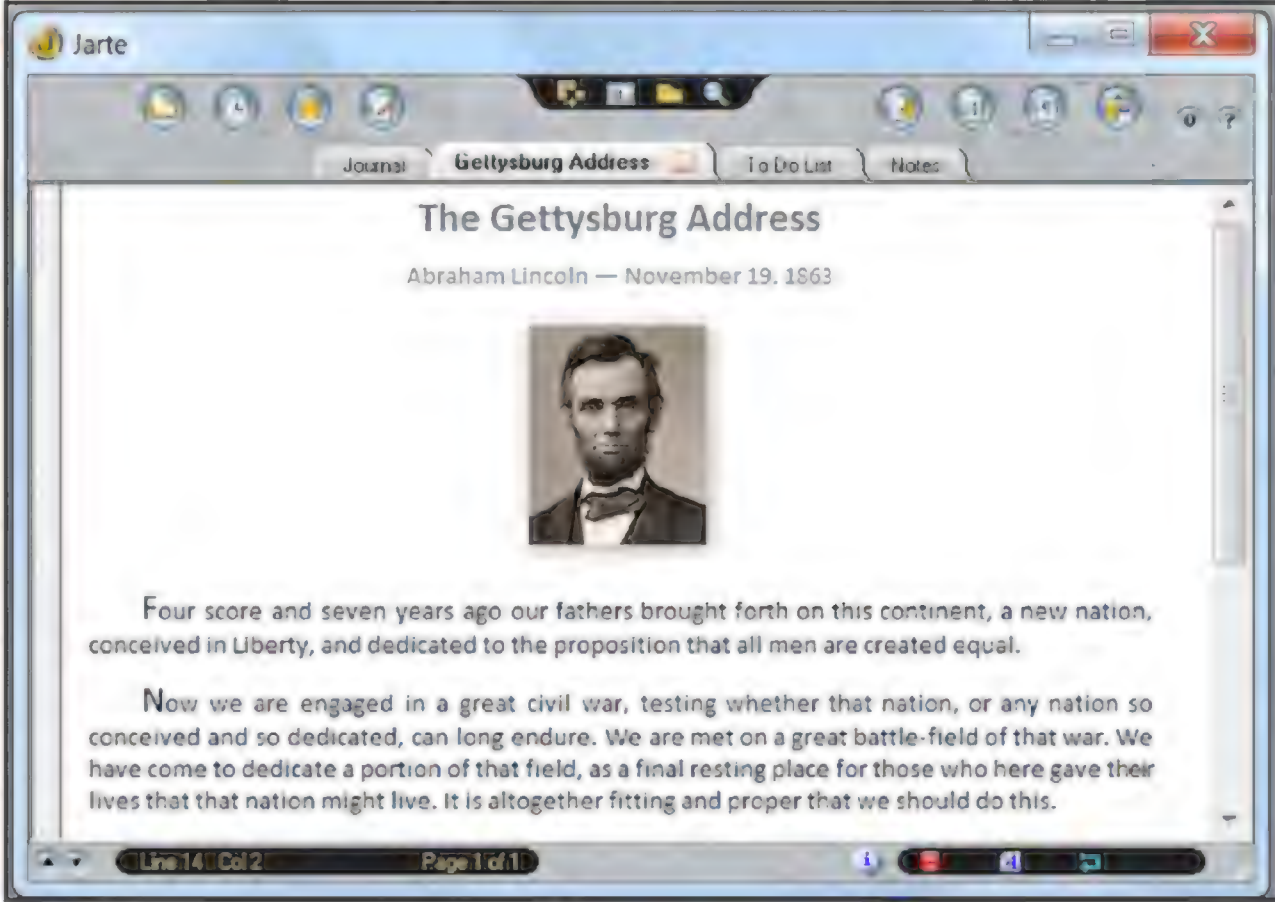 Jarte
Journal
Gettysburg Address
To Do List
Notes
The Gettysburg Address
Abraham Lincoln — November 19, 1863
Four score and seven years ago our fathers brought forth on this continent, a new nation,
conceived in Liberty, and dedicated to the proposition that all men are created equal.
Now we are engaged in a great civil war, testing whether that nation, or any nation so
conceived and so dedicated, can long endure. We are met on a great battle-field of that war. We
have come to dedicate a portion of that field, as a final resting place for those who here gave their
lives that that nation might live. It is altogether fitting and proper that we should do this.
Line 14 Col 2
Page 1 of 1